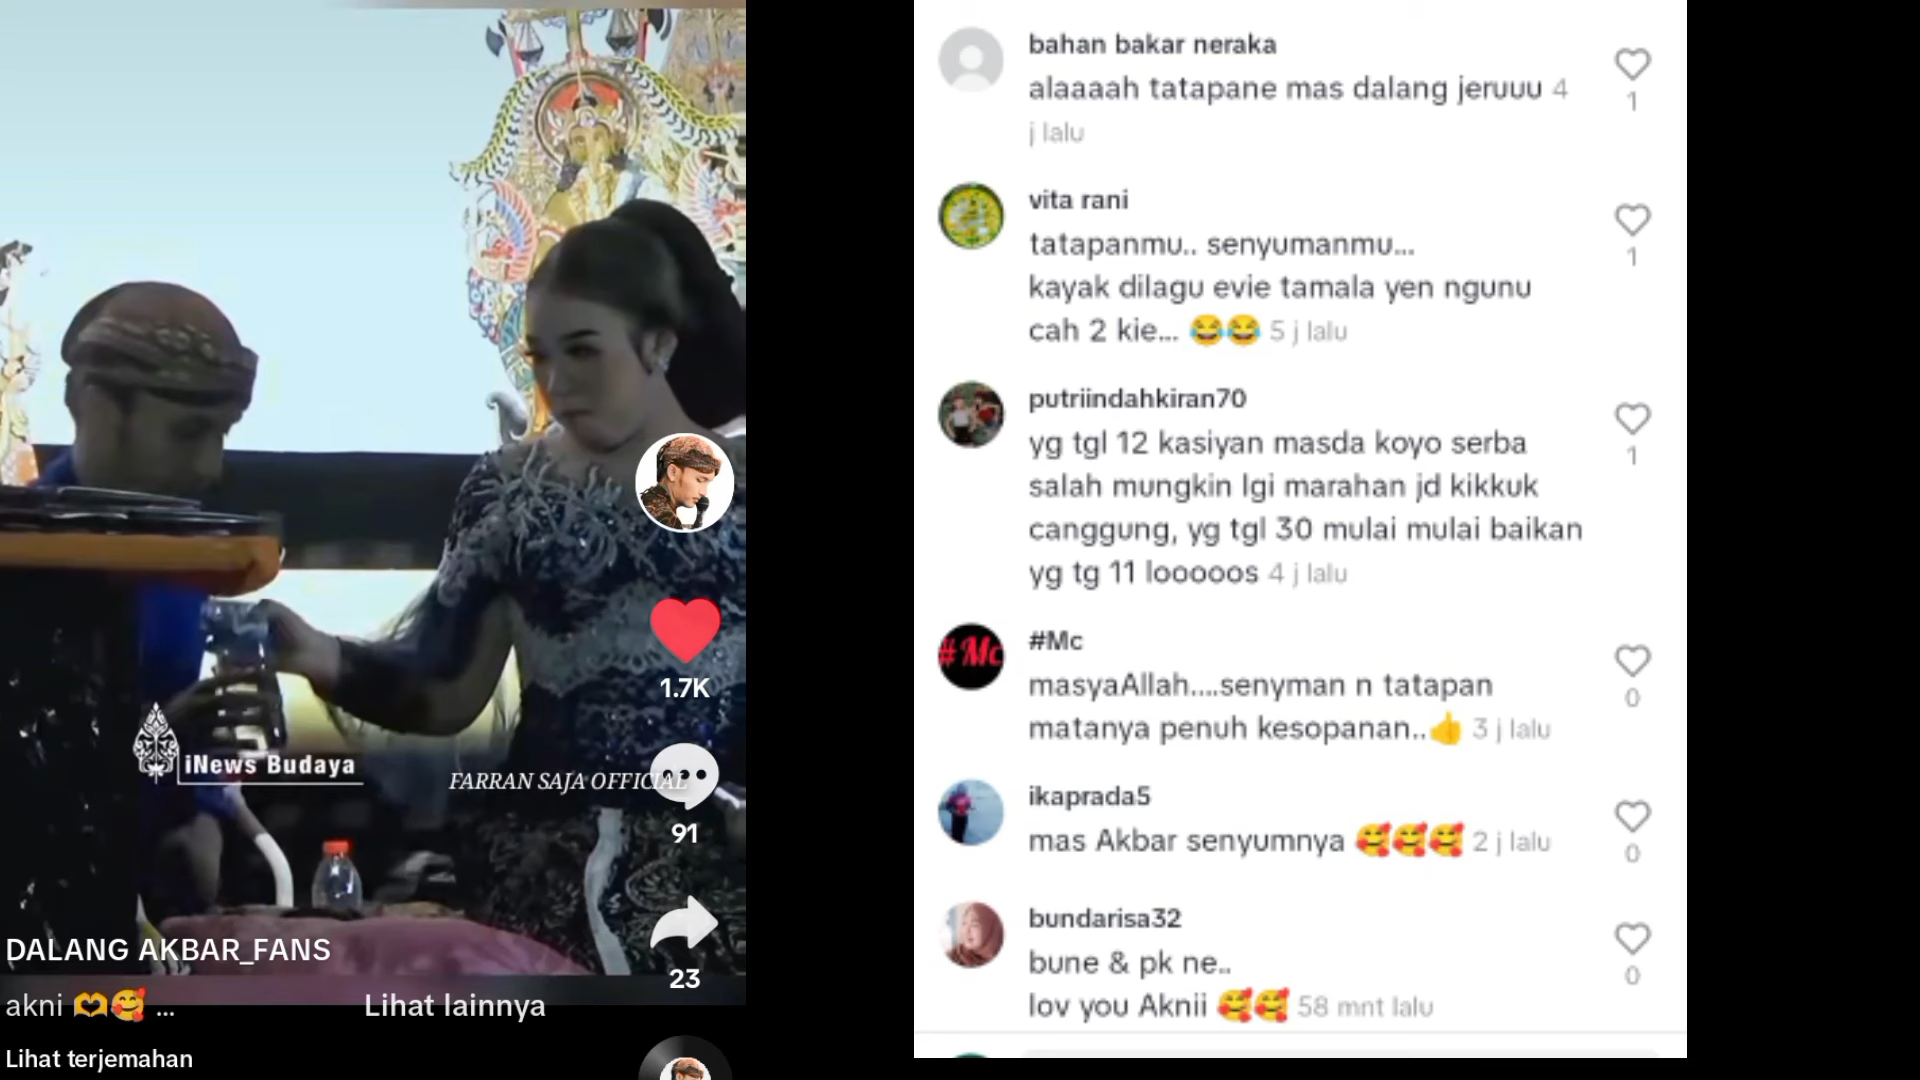 1.7K
iNews Budaya
FARRAN SAJA OFFICIAL
91
DALANG AKBAR_FANS
23
akni 🫶🥰 ... Lihat lainnya
Lihat terjemahan
bahan bakar neraka
alaaaah tatapane mas dalang jeruuu 4
j lalu
1
vita rani
tatapanmu.. senyumanmu...
kayak dilagu evie tamala yen ngunu
cah 2 kie... 😂😂 5 j lalu
1
putriindahkiran70
yg tgl 12 kasiyan masda koyo serba
salah mungkin lgi marahan jd kikkuk
canggung, yg tgl 30 mulai mulai baikan
yg tg 11 looooos 4 j lalu
1
#Mc
#Mc
masyaAllah....senyman n tatapan
matanya penuh kesopanan..👍 3 j lalu
0
ikaprada5
mas Akbar senyumnya 🥰🥰🥰 2 j lalu
0
bundarisa32
bune & pk ne..
lov you Aknii 🥰🥰 58 mnt lalu
0